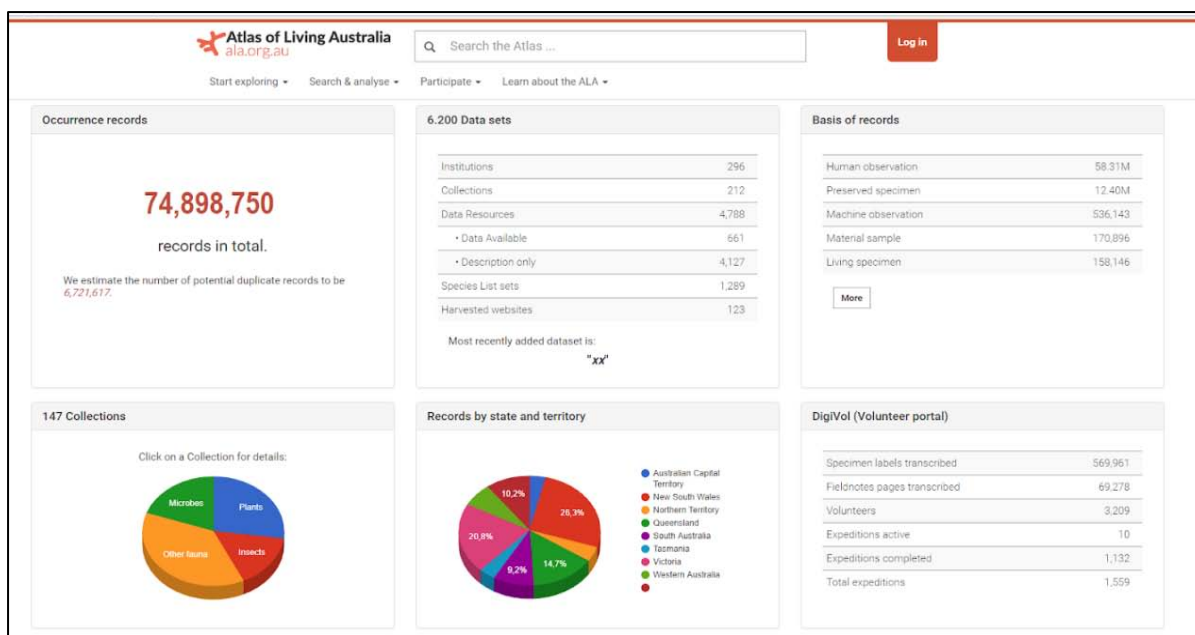 Atlas of Living Australia
ala.org.au
Search the Atlas ...
Log in
Start exploring Search & analyse Participate Learn about the ALA
Occurrence records
74,898,750
records in total.
We estimate the number of potential duplicate records to be
6,721,617.
6.200 Data sets
Institutions 296
Collections 212
Data Resources 4,788
• Data Available 661
• Description only 4,127
Species List sets 1,289
Harvested websites 123
Most recently added dataset is:
"xx"
Basis of records
Human observation 58.31M
Preserved specimen 12.40M
Machine observation 536,143
Material sample 170,896
Living specimen 158,146
More
147 Collections
Click on a Collection for details:
Microbes
Plants
Other fauna
Insects
Records by state and territory
10,2%
26,3%
20,8%
14,7%
9,2%
Australian Capital
Territory
New South Wales
Northern Territory
Queensland
South Australia
Tasmania
Victoria
Western Australia
DigiVol (Volunteer portal)
Specimen labels transcribed 569,961
Fieldnotes pages transcribed 69,278
Volunteers 3,209
Expeditions active 10
Expeditions completed 1,132
Total expeditions 1,559